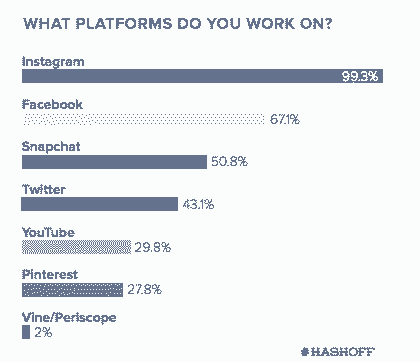 WHAT PLATFORMS DO YOU WORK ON?
Instagram
99.3%
Facebook
67.1%
Snapchat
50.8%
Twitter
43.1%
YouTube
29.8%
Pinterest
27.8%
Vine/Periscope
2%
#HASHOFF